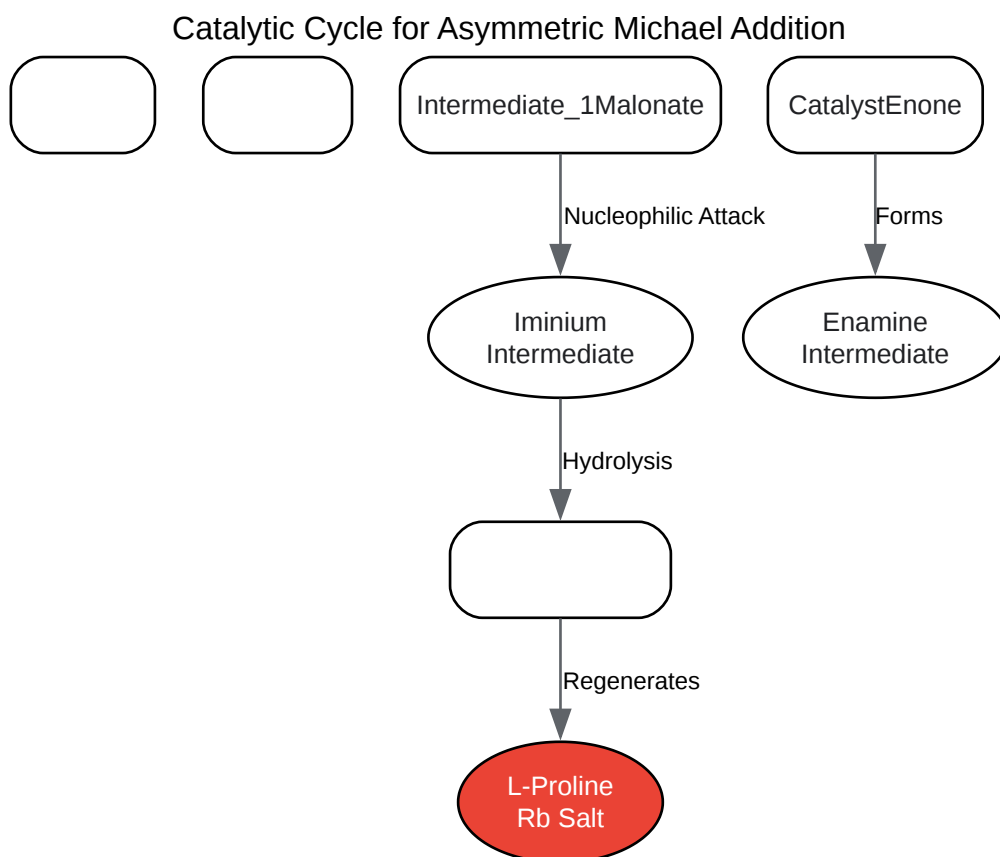 Catalytic Cycle for Asymmetric Michael Addition
Intermediate_1Malonate
CatalystEnone
Nucleophilic Attack
Forms
Iminium
Intermediate
Enamine
Intermediate
Hydrolysis
Regenerates
L-Proline
Rb Salt